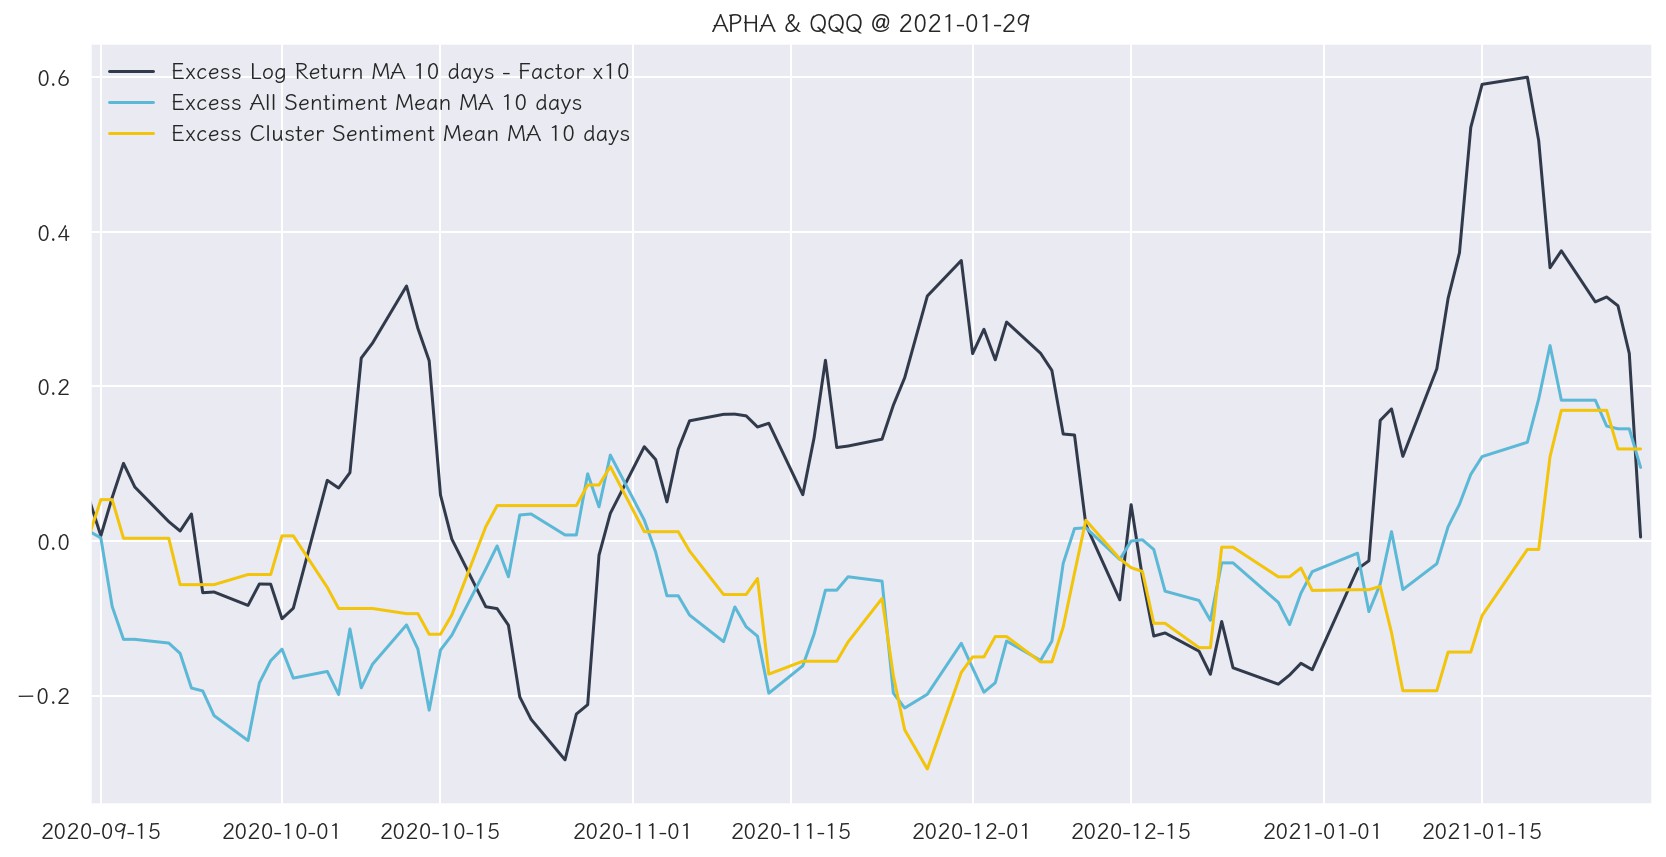 APHA & QQQ @ 2021-01-29
Excess Log Return MA 10 days - Factor x10
Excess All Sentiment Mean MA 10 days
Excess Cluster Sentiment Mean MA 10 days
0.6
0.4
0.2
0.0
−0.2
2020-09-15 2020-10-01 2020-10-15 2020-11-01 2020-11-15 2020-12-01 2020-12-15 2021-01-01 2021-01-15